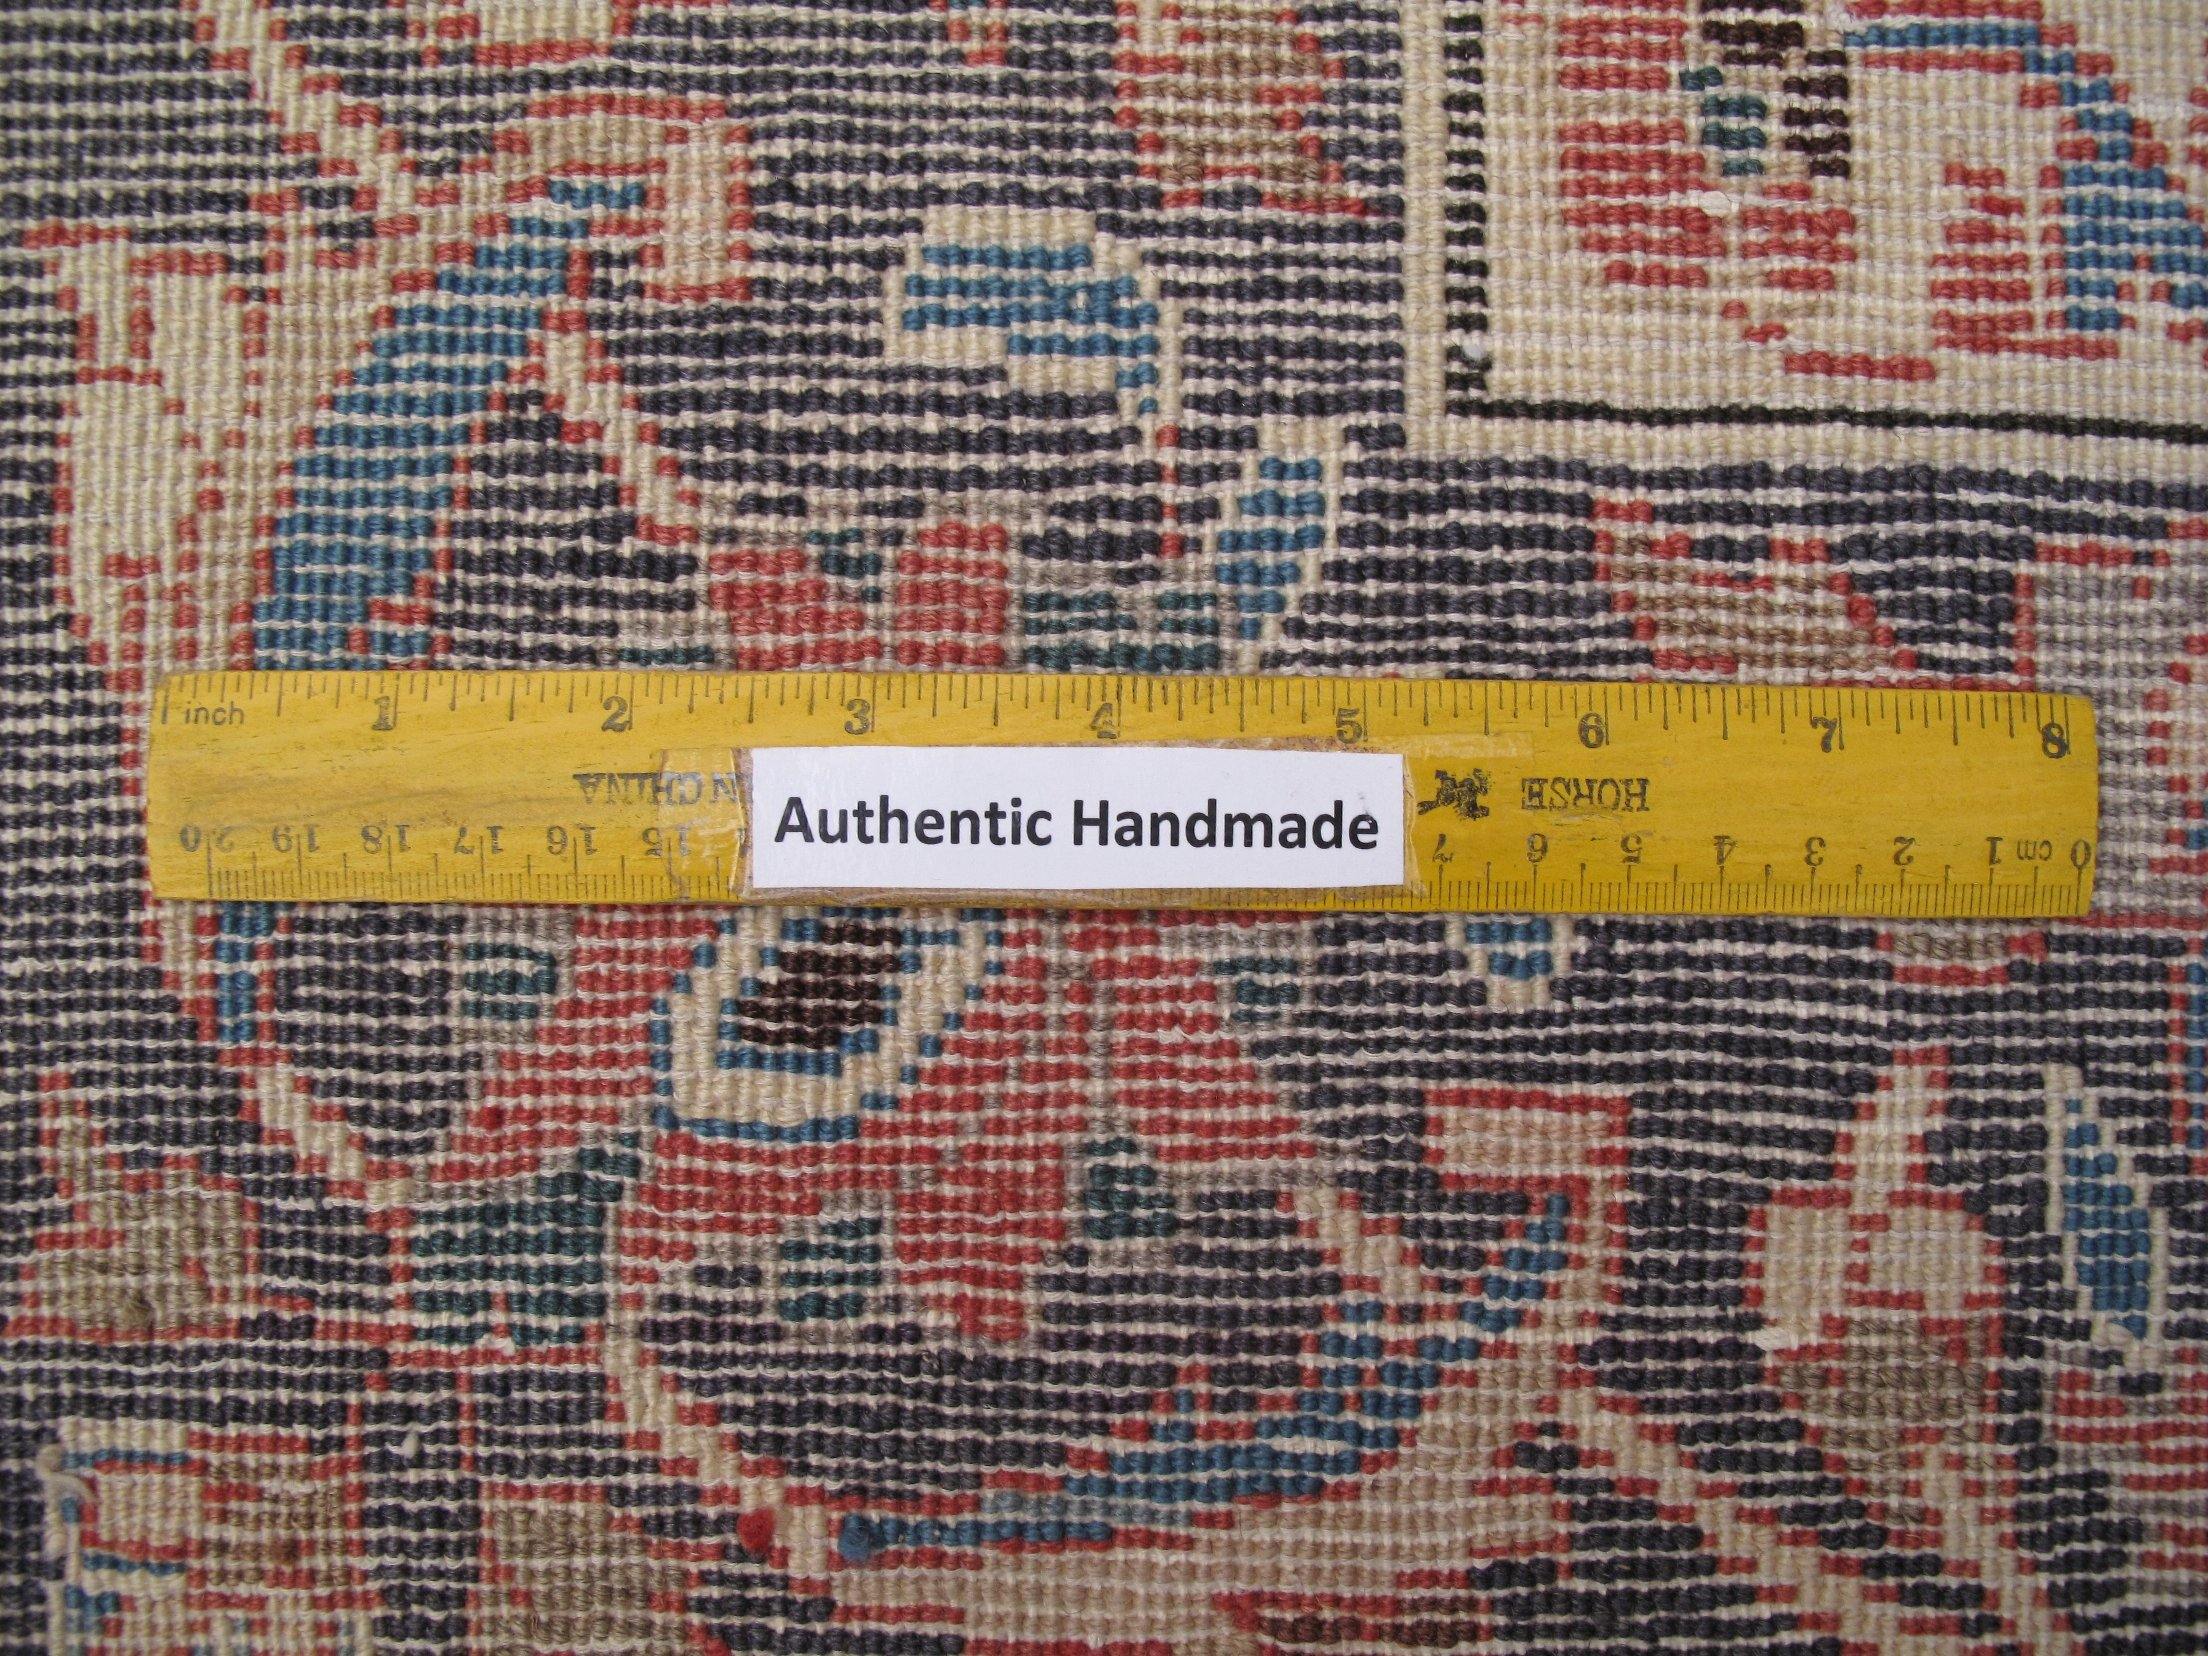 inch 1 2 3 4 5 6 7 8
N CHINA
HORSE
Authentic Handmade
20 19 18 17 16 15 7 6 5 4 3 2 1 cm 0